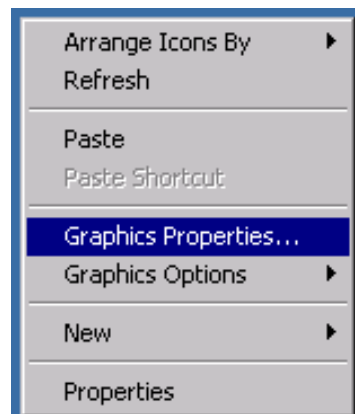 Arrange Icons By
Refresh
Paste
Paste Shortcut
Graphics Properties...
Graphics Options
New
Properties